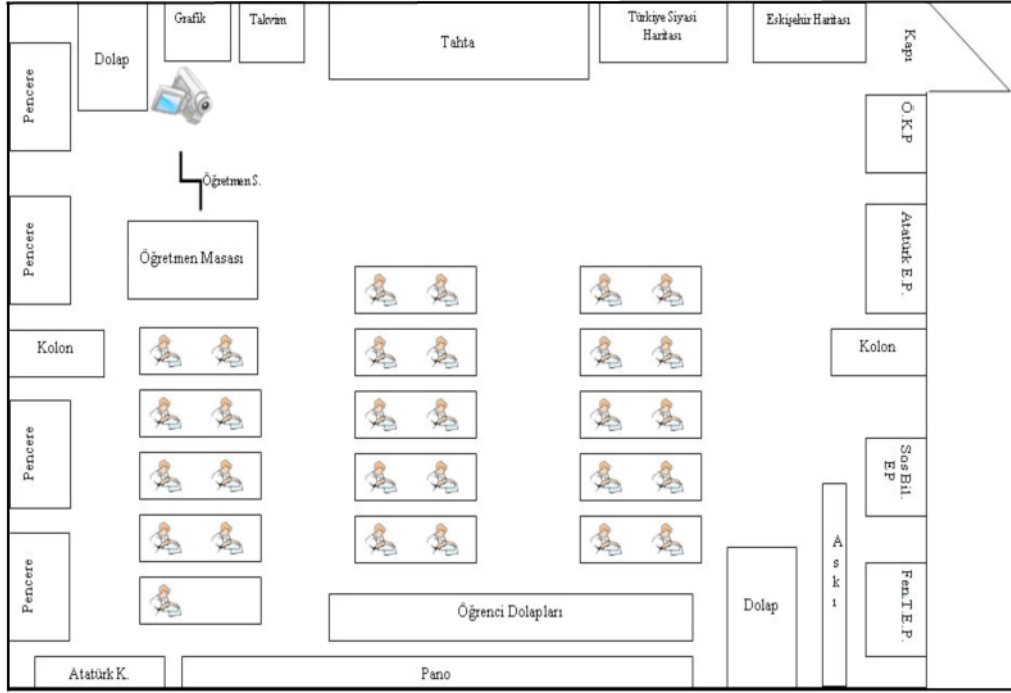 Grafik
Takvim
Tahta
Türkiye Siyasi
Haritası
Eskişehir Haritası
Kapı
Dolap
Pencere
Ö.K.P
Öğretmen S.
Pencere
Öğretmen Masası
Atatürk E.P.
Kolon
Kolon
Pencere
Sos Bil.
EP
Pencere
Askı
Fen.T.E.P.
Öğrenci Dolapları
Dolap
Atatürk K.
Pano